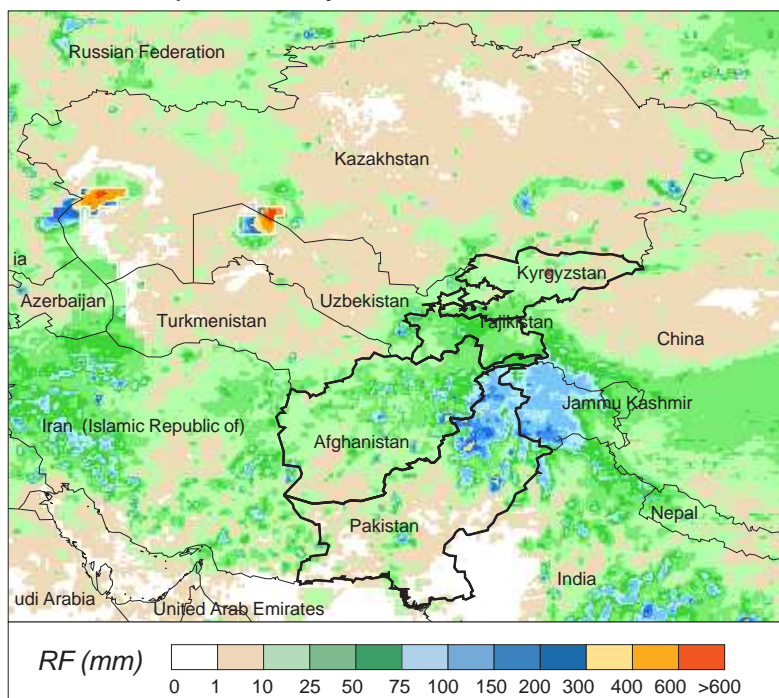 Russian Federation
Kazakhstan
ia
Kyrgyzstan
Azerbaijan
Uzbekistan
Turkmenistan
Tajikistan
China
Jammu Kashmir
Iran (Islamic Republic of)
Afghanistan
Pakistan
Nepal
India
udi Arabia
United Arab Emirates
RF (mm)
0 1 10 25 50 75 100 150 200 300 400 600 >600